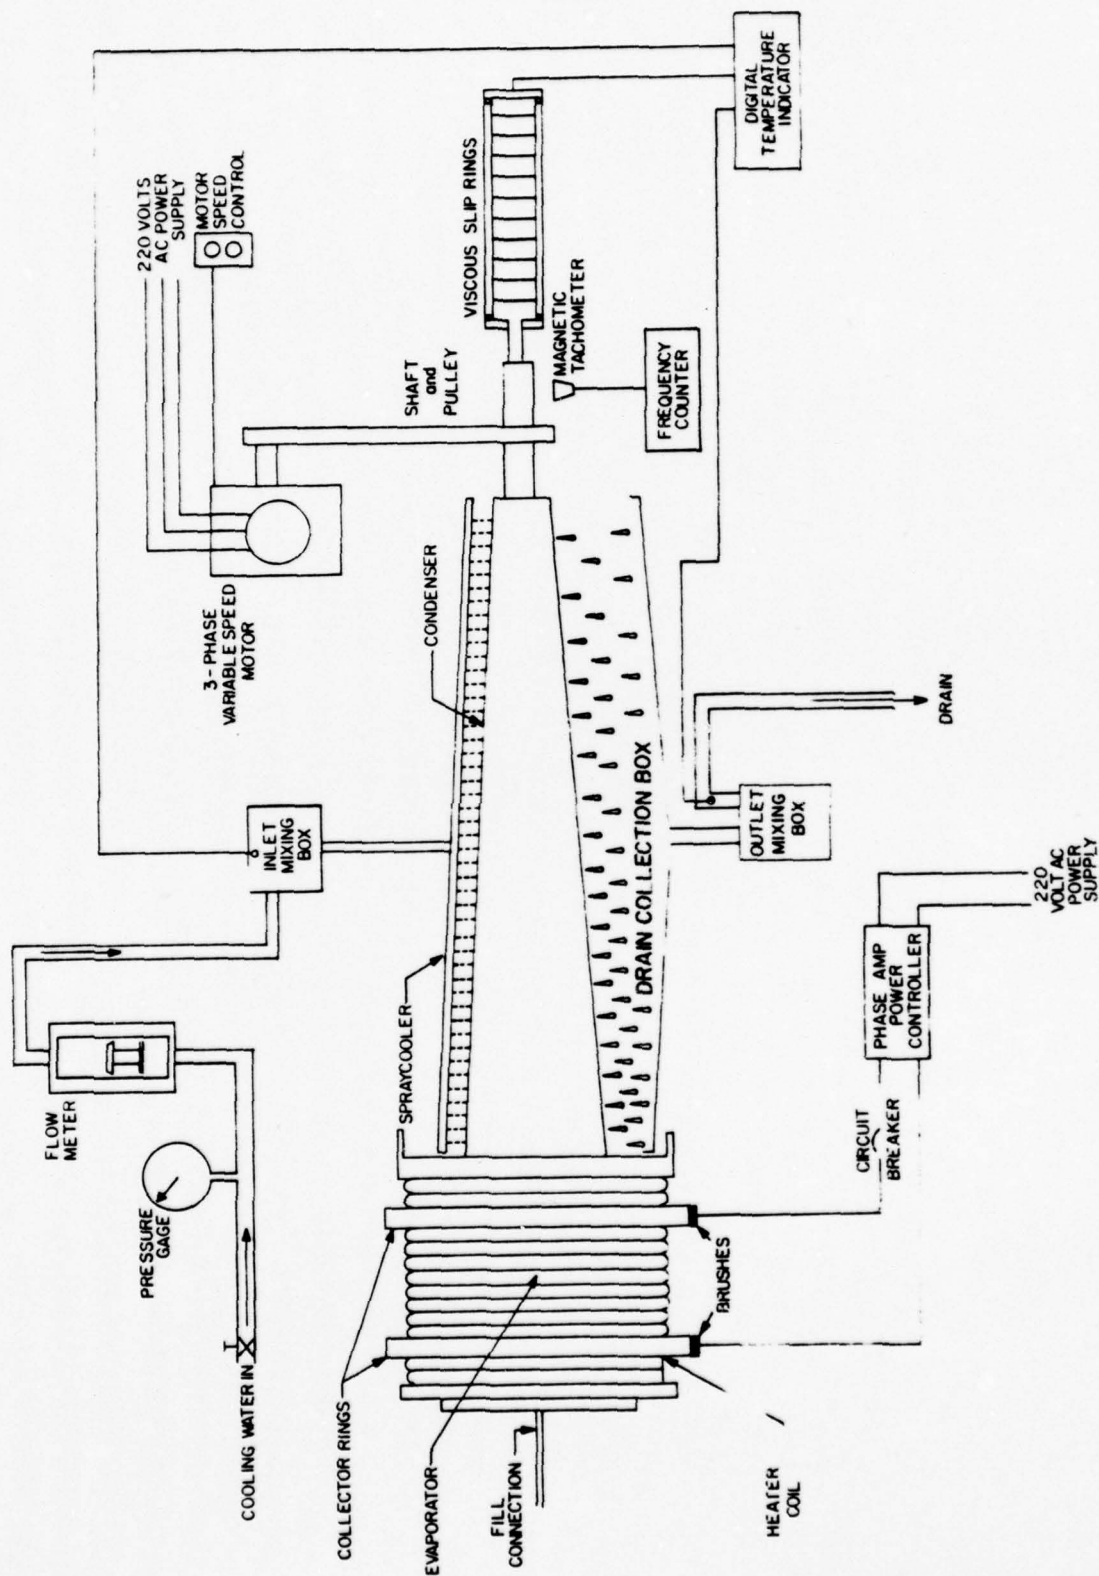 COOLING WATER IN
PRESSURE
GAGE
FLOW
METER
INLET
MIXING
BOX
3-PHASE
VARIABLE SPEED
MOTOR
220 VOLTS
AC POWER
SUPPLY
MOTOR
SPEED
CONTROL
DIGITAL
TEMPERATURE
INDICATOR
COLLECTOR RINGS
EVAPORATOR
FILL
CONNECTION
SPRAYCOOLER
CONDENSER
SHAFT
and
PULLEY
VISCOUS SLIP RINGS
MAGNETIC
TACHOMETER
FREQUENCY
COUNTER
DRAIN COLLECTION BOX
OUTLET
MIXING
BOX
DRAIN
BRUSHES
HEATER
COIL
CIRCUIT
BREAKER
PHASE AMP
POWER
CONTROLLER
220
VOLT AC
POWER
SUPPLY